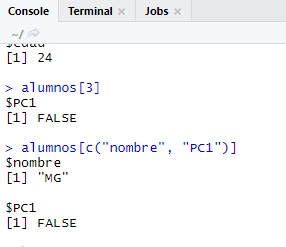 Console Terminal × Jobs ×
~/
$edad
[1] 24
> alumnos[3]
$PC1
[1] FALSE
> alumnos[c("nombre", "PC1")]
$nombre
[1] "MG"
$PC1
[1] FALSE